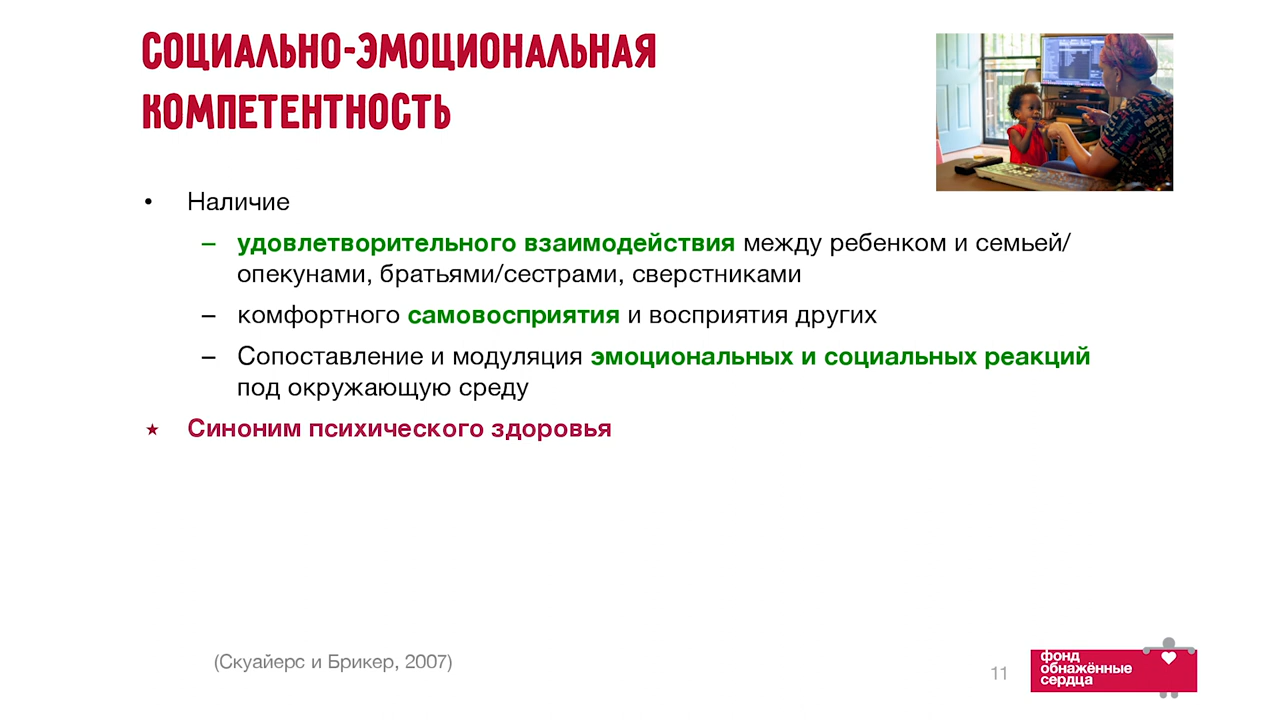 СОЦИАЛЬНО-ЭМОЦИОНАЛЬНАЯ
КОМПЕТЕНТНОСТЬ
• Наличие
– удовлетворительного взаимодействия между ребенком и семьей/
опекунами, братьями/сестрами, сверстниками
– комфортного самовосприятия и восприятия других
– Сопоставление и модуляция эмоциональных и социальных реакций
под окружающую среду
★ Синоним психического здоровья
(Скуайерс и Брикер, 2007)
11
фонд
обнажённые
сердца